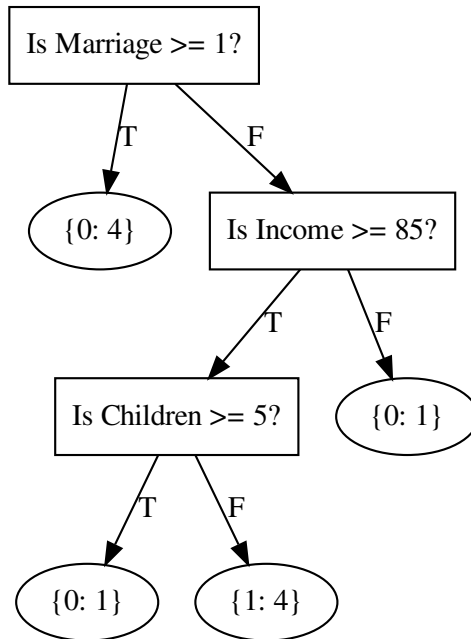 Is Marriage >= 1?
T
F
{0: 4}
Is Income >= 85?
T
F
Is Children >= 5?
{0: 1}
T
F
{0: 1}
{1: 4}